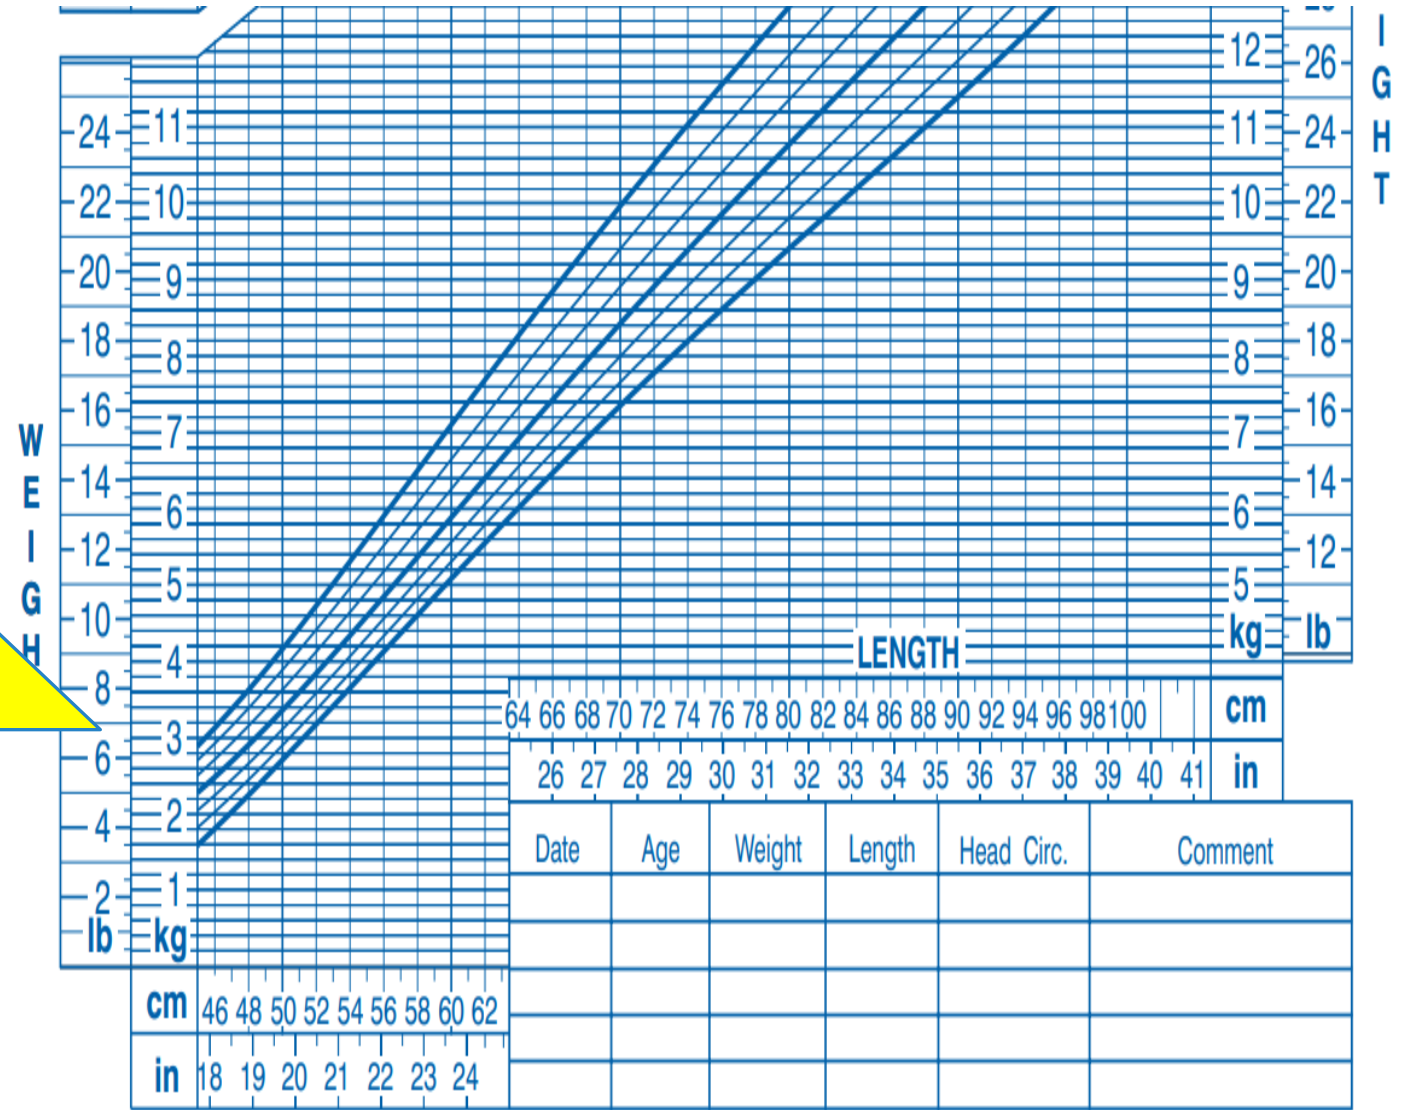 W
E
I
G
H
I
G
H
T
24
22
20
18
16
14
12
10
8
6
4
2
lb
11
10
9
8
7
6
5
4
3
2
1
kg
12
11
10
9
8
7
6
5
kg
26
24
22
20
18
16
14
12
lb
LENGTH
64 66 68 70 72 74 76 78 80 82 84 86 88 90 92 94 96 98 100 cm
26 27 28 29 30 31 32 33 34 35 36 37 38 39 40 41 in
Date Age Weight Length Head Circ. Comment
cm 46 48 50 52 54 56 58 60 62
in 18 19 20 21 22 23 24